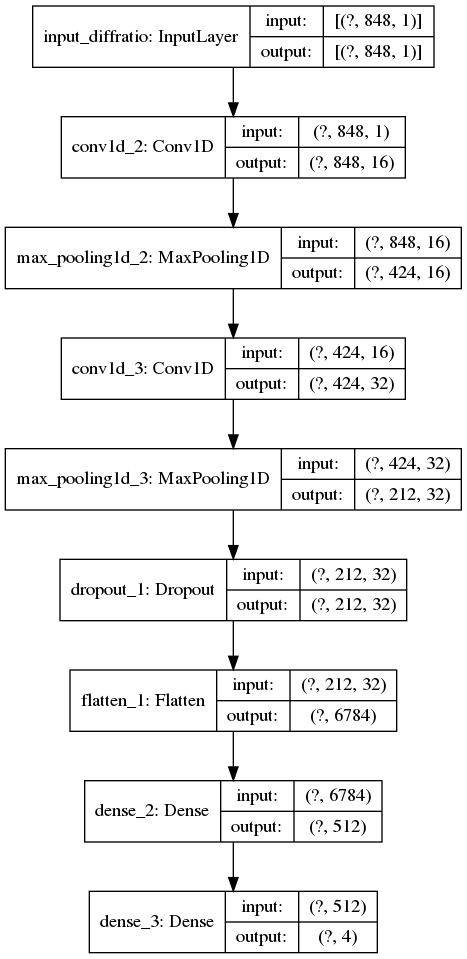 input_diffratio: InputLayer
input: [(?, 848, 1)]
output: [(?, 848, 1)]
conv1d_2: Conv1D
input: (?, 848, 1)
output: (?, 848, 16)
max_pooling1d_2: MaxPooling1D
input: (?, 848, 16)
output: (?, 424, 16)
conv1d_3: Conv1D
input: (?, 424, 16)
output: (?, 424, 32)
max_pooling1d_3: MaxPooling1D
input: (?, 424, 32)
output: (?, 212, 32)
dropout_1: Dropout
input: (?, 212, 32)
output: (?, 212, 32)
flatten_1: Flatten
input: (?, 212, 32)
output: (?, 6784)
dense_2: Dense
input: (?, 6784)
output: (?, 512)
dense_3: Dense
input: (?, 512)
output: (?, 4)